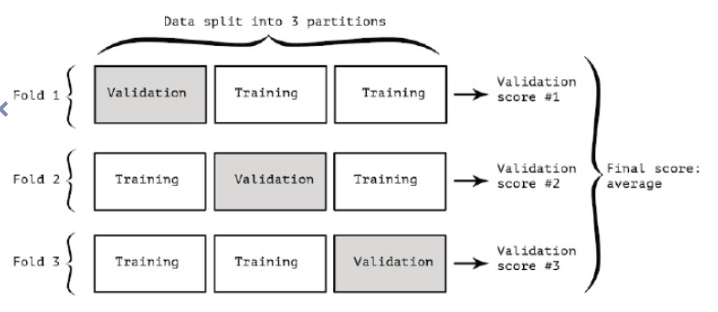 Data split into 3 partitions
Fold 1
Validation
Training
Training
Validation
score #1
Fold 2
Training
Validation
Training
Validation
score #2
Final score:
average
Fold 3
Training
Training
Validation
Validation
score #3